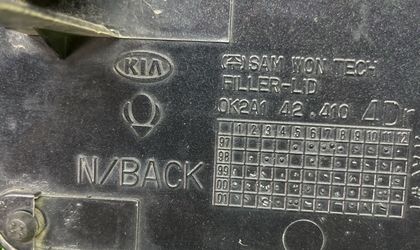 KIA
SAM WON TECH
FILLER-LID
0K2A1 42 410 4Dr
1 2 3 4 5 6 7 8 9 10 11 12
97
98
99
00
01
N/BACK